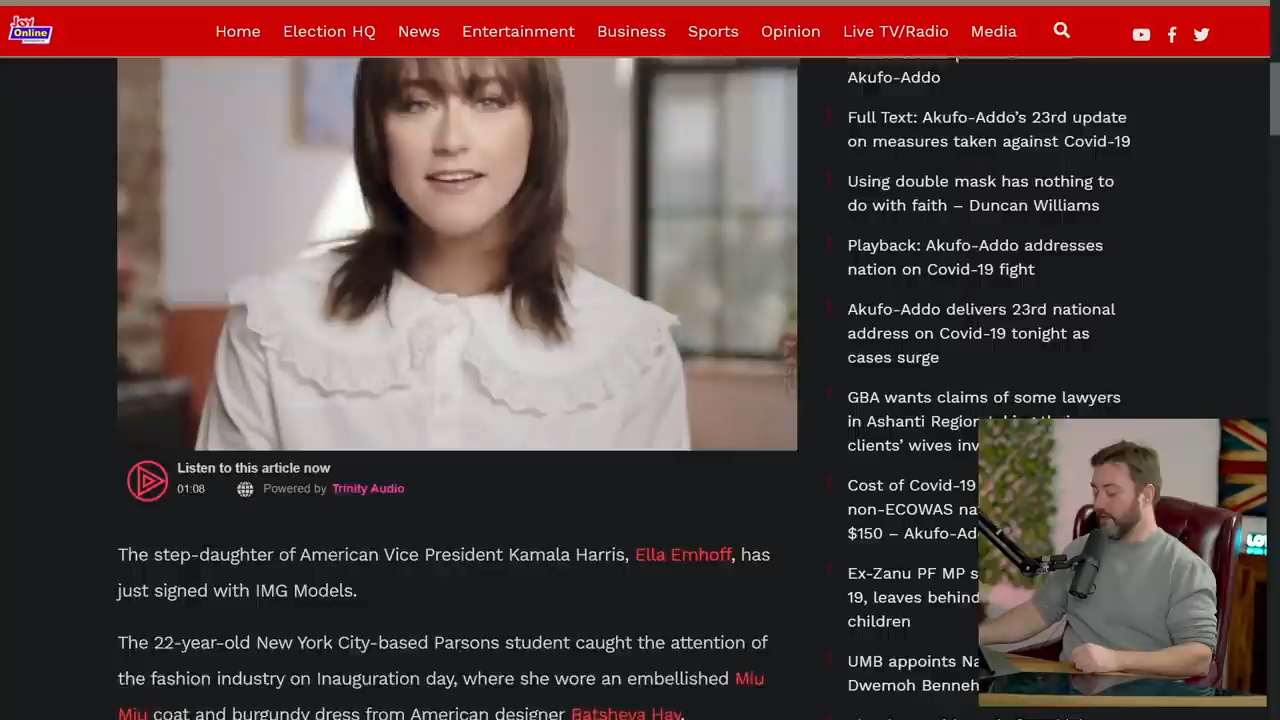 Joy
Online
Home
Election HQ
News
Entertainment
Business
Sports
Opinion
Live TV/Radio
Media
Listen to this article now
01:08
Powered by Trinity Audio
The step-daughter of American Vice President Kamala Harris, Ella Emhoff, has
just signed with IMG Models.
The 22-year-old New York City-based Parsons student caught the attention of
the fashion industry on Inauguration day, where she wore an embellished Miu
Miu coat and burgundy dress from American designer Batsheva Hay.
Akufo-Addo
Full Text: Akufo-Addo’s 23rd update
on measures taken against Covid-19
Using double mask has nothing to
do with faith – Duncan Williams
Playback: Akufo-Addo addresses
nation on Covid-19 fight
Akufo-Addo delivers 23rd national
address on Covid-19 tonight as
cases surge
GBA wants claims of some lawyers
in Ashanti Region
clients’ wives inv
Cost of Covid-19
non-ECOWAS na
$150 – Akufo-Ad
Ex-Zanu PF MP s
19, leaves behind
children
UMB appoints Na
Dwemoh Benneh